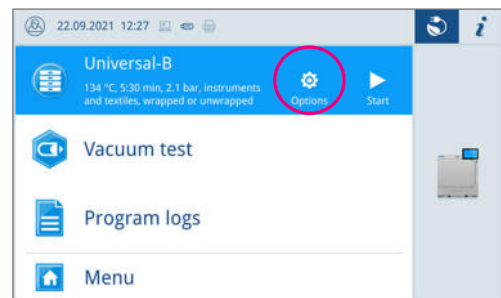 22.09.2021 12:27
i
Universal-B
134 °C, 5:30 min, 2.1 bar, instruments
and textiles, wrapped or unwrapped
Options
Start
Vacuum test
Program logs
Menu